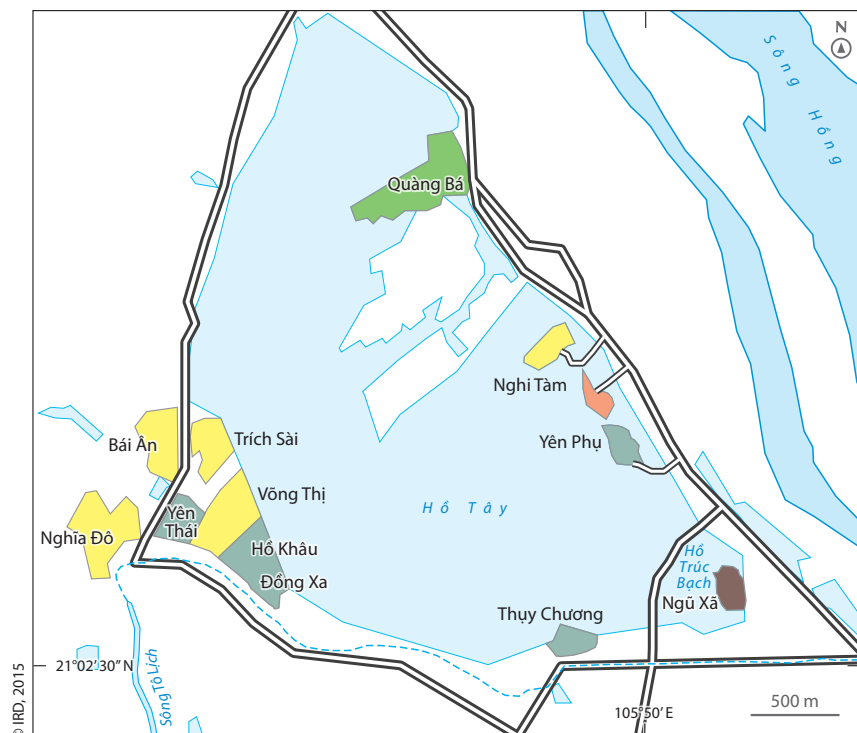 N
Sông Hồng
Quàng Bá
Nghi Tàm
Yên Phụ
Trích Sài
Bái Ân
Võng Thị
Yên
Thái
Nghĩa Đô
Hồ Tây
Hồ Khâu
Đồng Xa
Hồ
Trúc
Bạch
Ngũ Xã
Thụy Chương
21°02'30" N
Sông Tô Lịch
105°50' E
500 m
© IRD, 2015